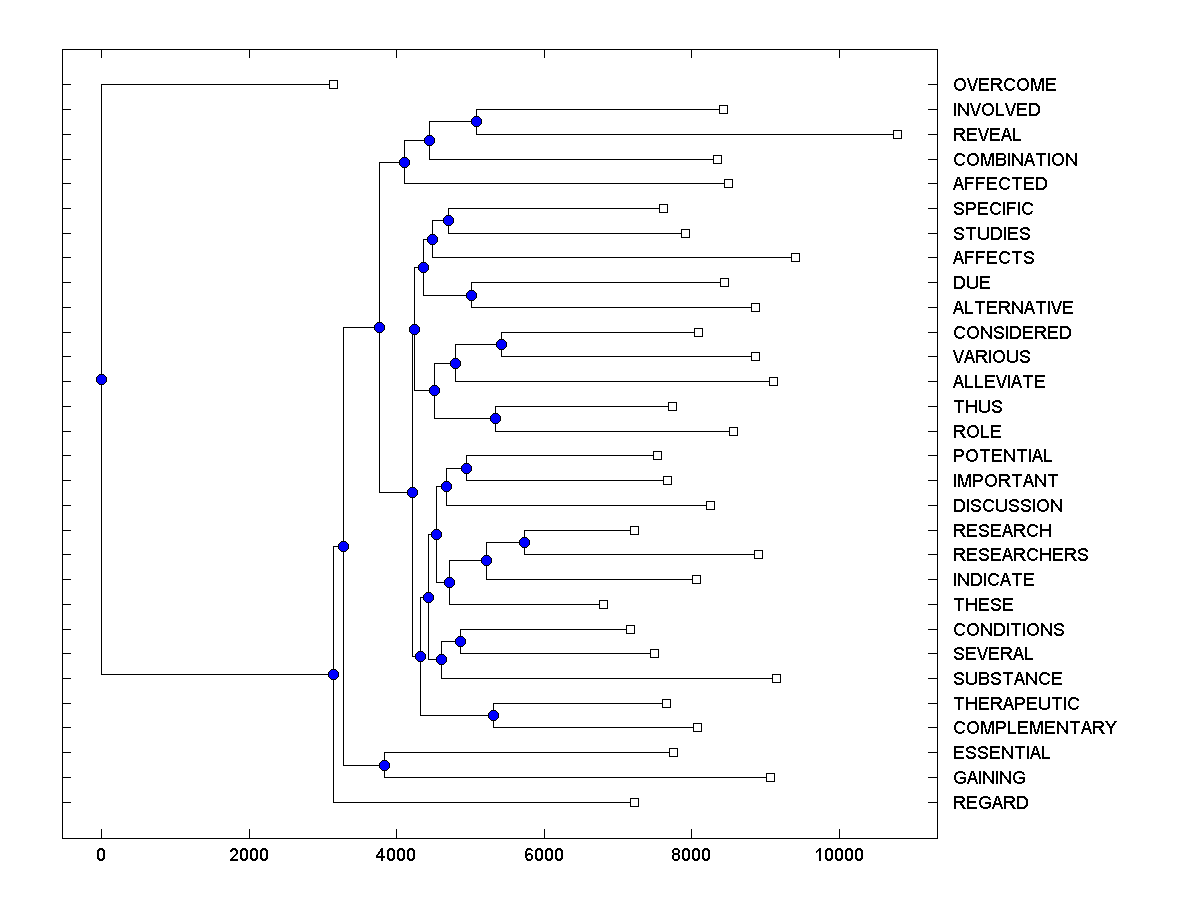 OVERCOME
INVOLVED
REVEAL
COMBINATION
AFFECTED
SPECIFIC
STUDIES
AFFECTS
DUE
ALTERNATIVE
CONSIDERED
VARIOUS
ALLEVIATE
THUS
ROLE
POTENTIAL
IMPORTANT
DISCUSSION
RESEARCH
RESEARCHERS
INDICATE
THESE
CONDITIONS
SEVERAL
SUBSTANCE
THERAPEUTIC
COMPLEMENTARY
ESSENTIAL
GAINING
REGARD
0 2000 4000 6000 8000 10000